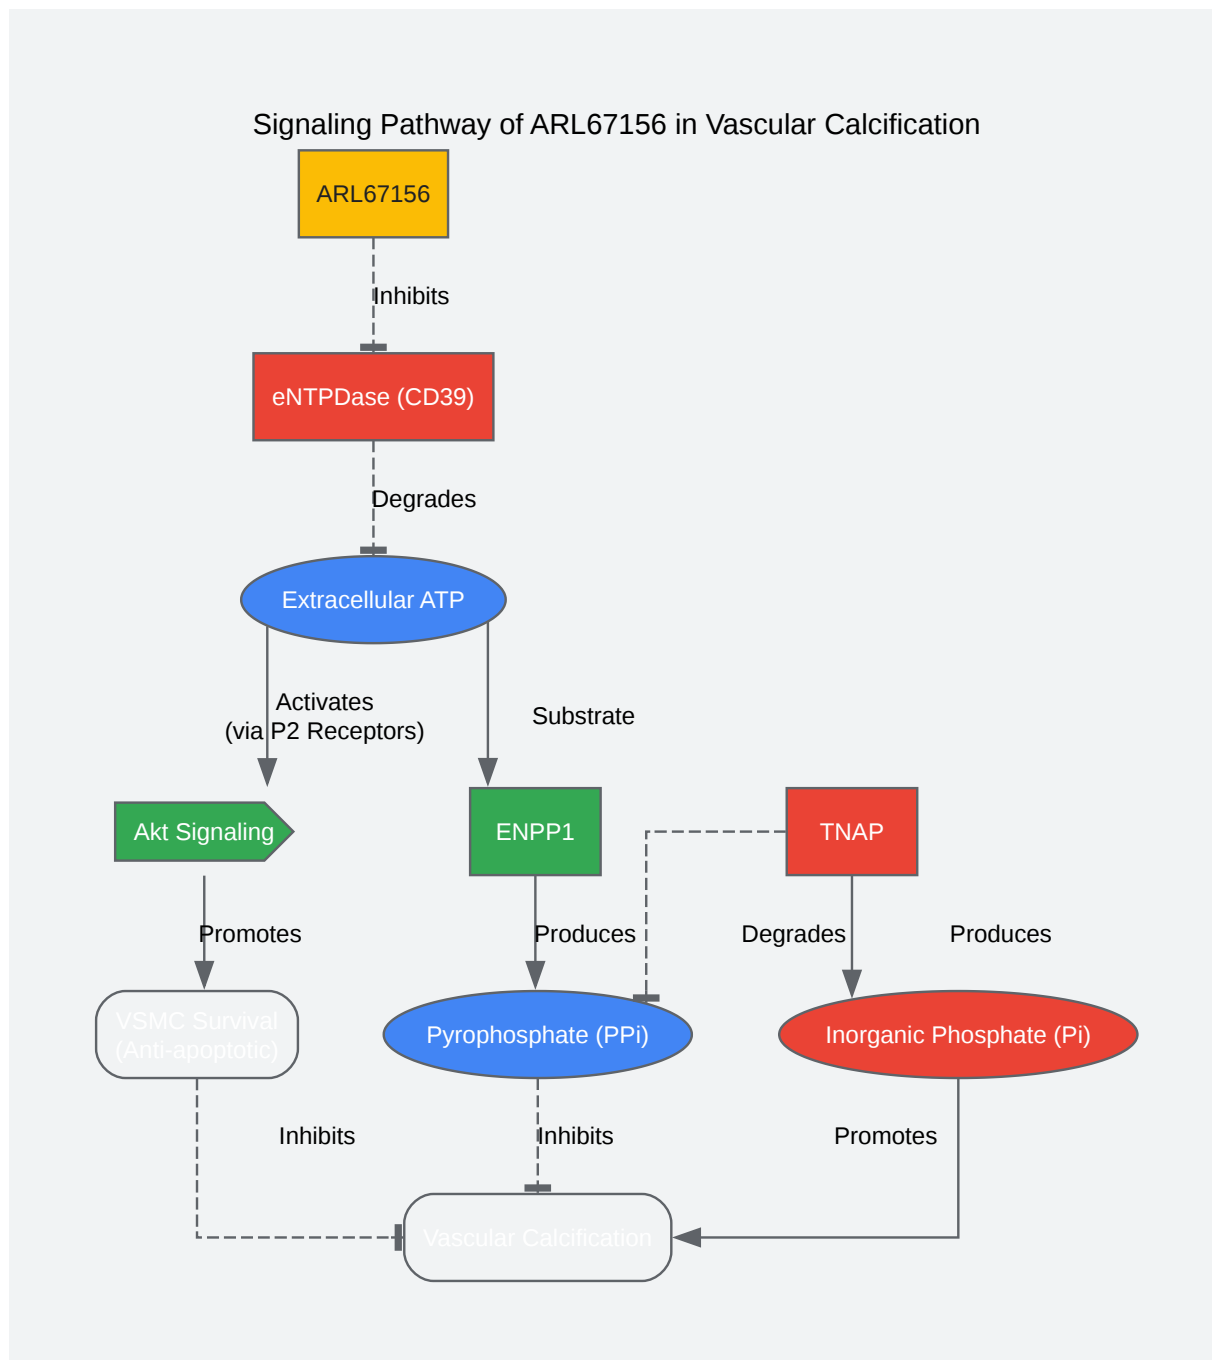 Signaling Pathway of ARL67156 in Vascular Calcification
ARL67156
Inhibits
eNTPDase (CD39)
Degrades
Extracellular ATP
Activates
(via P2 Receptors)
Substrate
Akt Signaling
ENPP1
TNAP
Promotes
Produces
Degrades
Produces
VSMC Survival
(Anti-apoptotic)
Pyrophosphate (PPi)
Inorganic Phosphate (Pi)
Inhibits
Inhibits
Promotes
Vascular Calcification